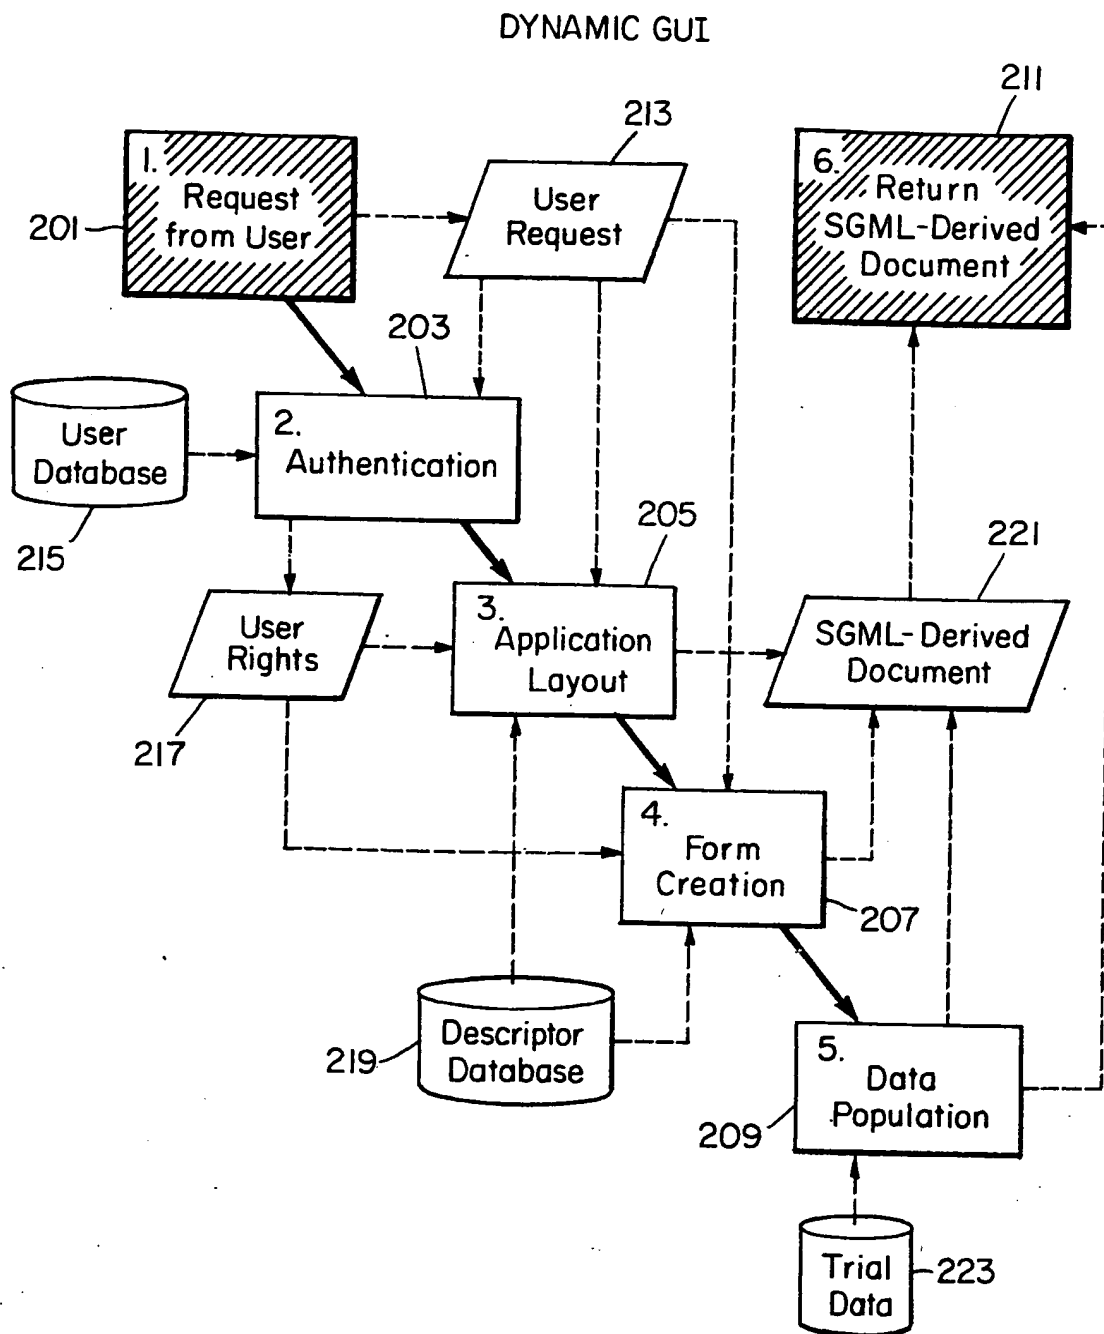 DYNAMIC GUI
211
213
1.
Request
from User
201
User
Request
6.
Return
SGML-Derived
Document
203
User
Database
215
2.
Authentication
205
221
User
Rights
217
3.
Application
Layout
SGML-Derived
Document
4.
Form
Creation
207
Descriptor
Database
219
5.
Data
Population
209
Trial
Data
223